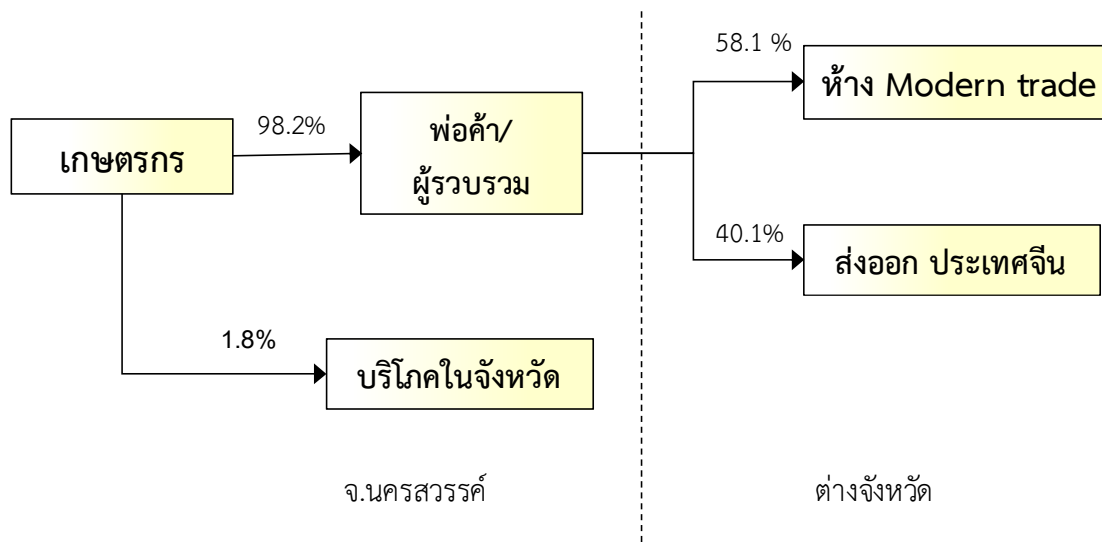 58.1 %
ห้าง Modern trade
98.2%
พ่อค้า/
ผู้รวบรวม
เกษตรกร
40.1%
ส่งออก ประเทศจีน
1.8%
บริโภคในจังหวัด
จ.นครสวรรค์
ต่างจังหวัด